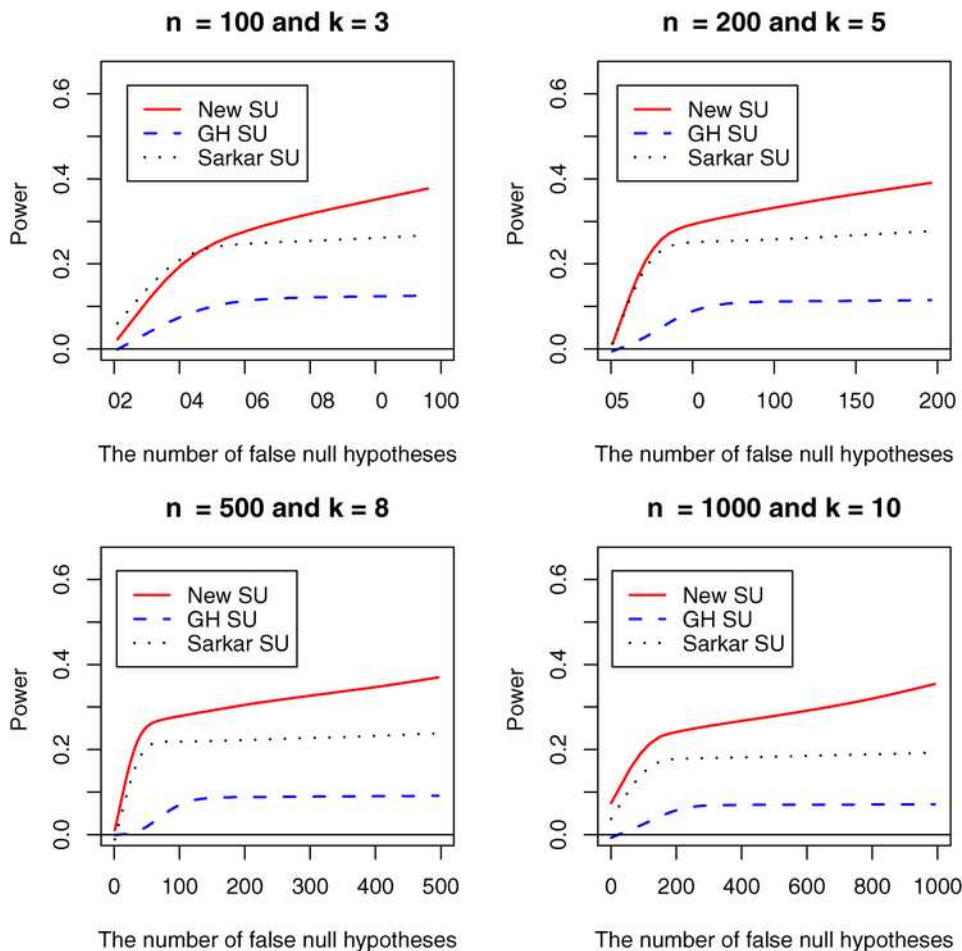 n = 100 and k = 3
0.6
0.4
0.2
0.0
Power
New SU
GH SU
Sarkar SU
02 04 06 08 0 100
The number of false null hypotheses
n = 200 and k = 5
0.6
0.4
0.2
0.0
Power
New SU
GH SU
Sarkar SU
05 0 100 150 200
The number of false null hypotheses
n = 500 and k = 8
0.6
0.4
0.2
0.0
Power
New SU
GH SU
Sarkar SU
0 100 200 300 400 500
The number of false null hypotheses
n = 1000 and k = 10
0.6
0.4
0.2
0.0
Power
New SU
GH SU
Sarkar SU
0 200 400 600 800 1000
The number of false null hypotheses